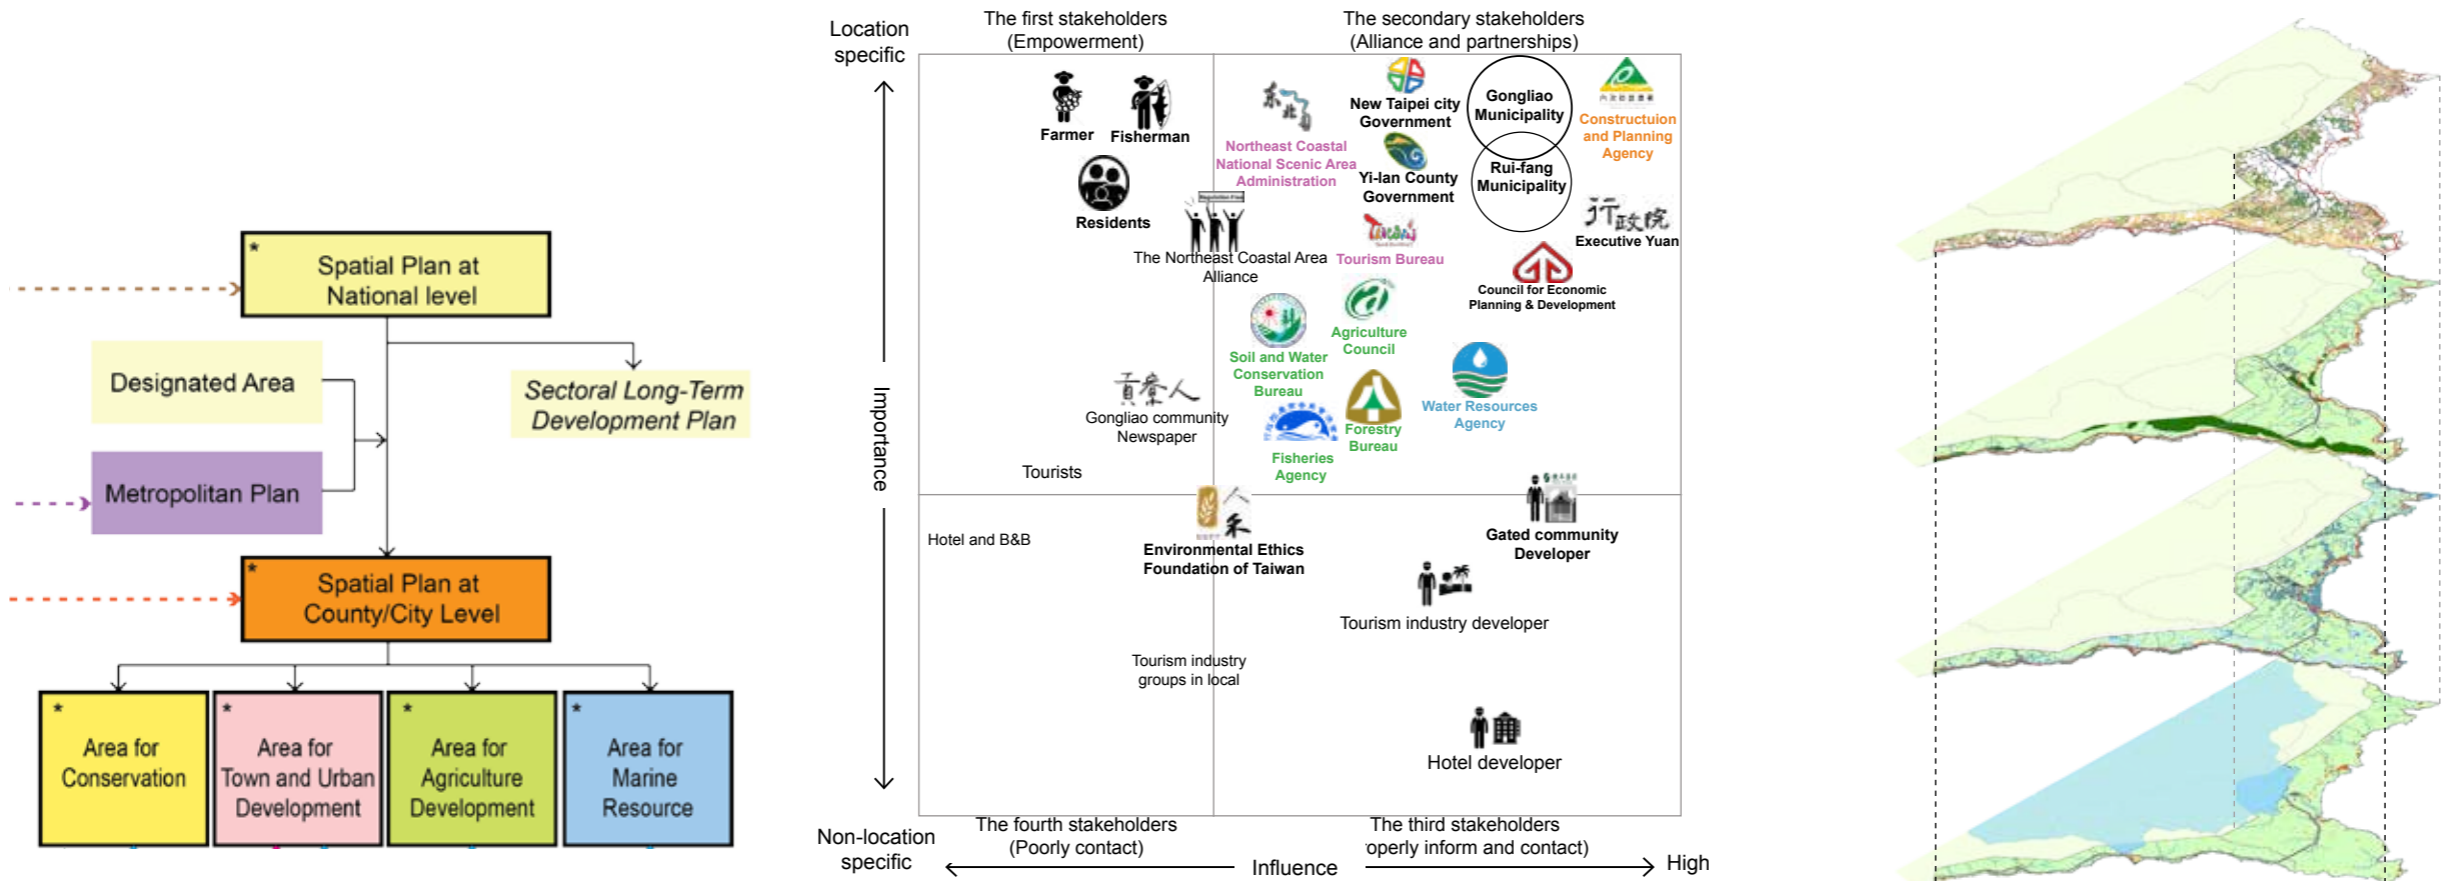 *
Spatial Plan at
National level
Designated Area
Sectoral Long-Term
Development Plan
Metropolitan Plan
*
Spatial Plan at
County/City Level
*
Area for
Conservation
*
Area for
Town and Urban
Development
*
Area for
Agriculture
Development
*
Area for
Marine
Resource
Location
specific
The first stakeholders
(Empowerment)
The secondary stakeholders
(Alliance and partnerships)
Importance
Farmer
Fisherman
Residents
The Northeast Coastal Area
Alliance
貢寮人
Gongliao community
Newspaper
Tourists
东北角
Northeast Coastal
National Scenic Area
Administration
New Taipei city
Government
Yi-lan County
Government
Gongliao
Municipality
Rui-fang
Municipality
Constructuion
and Planning
Agency
行政院
Executive Yuan
Taiwan
Tourism Bureau
Council for Economic
Planning & Development
Soil and Water
Conservation
Bureau
Agriculture
Council
Water Resources
Agency
Forestry
Bureau
Fisheries
Agency
Hotel and B&B
人禾
Environmental Ethics
Foundation of Taiwan
Gated community
Developer
Tourism industry developer
Tourism industry
groups in local
Hotel developer
Non-location
specific
The fourth stakeholders
(Poorly contact)
The third stakeholders
roperly inform and contact)
Influence
High